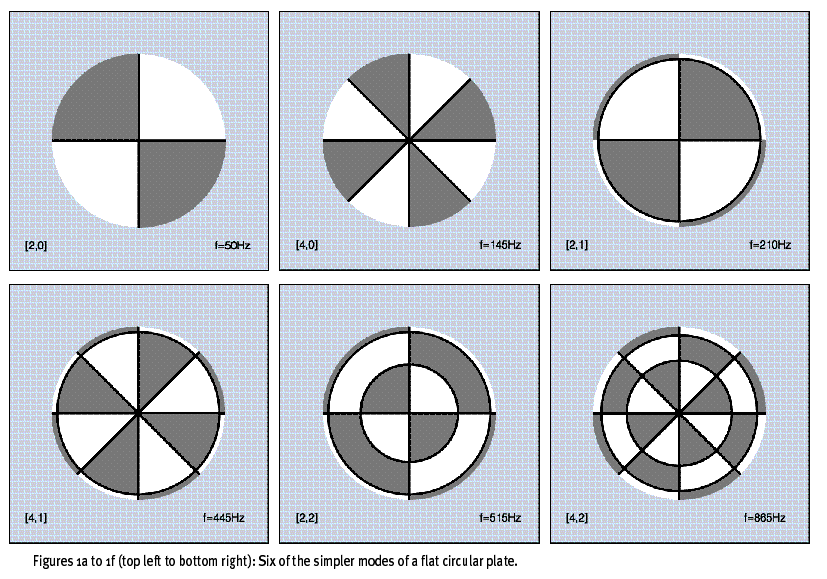 [2,0] f=50Hz
[4,0] f=145Hz
[2,1] f=210Hz
[4,1] f=445Hz
[2,2] f=515Hz
[4,2] f=865Hz
Figures 1a to 1f (top left to bottom right): Six of the simpler modes of a flat circular plate.